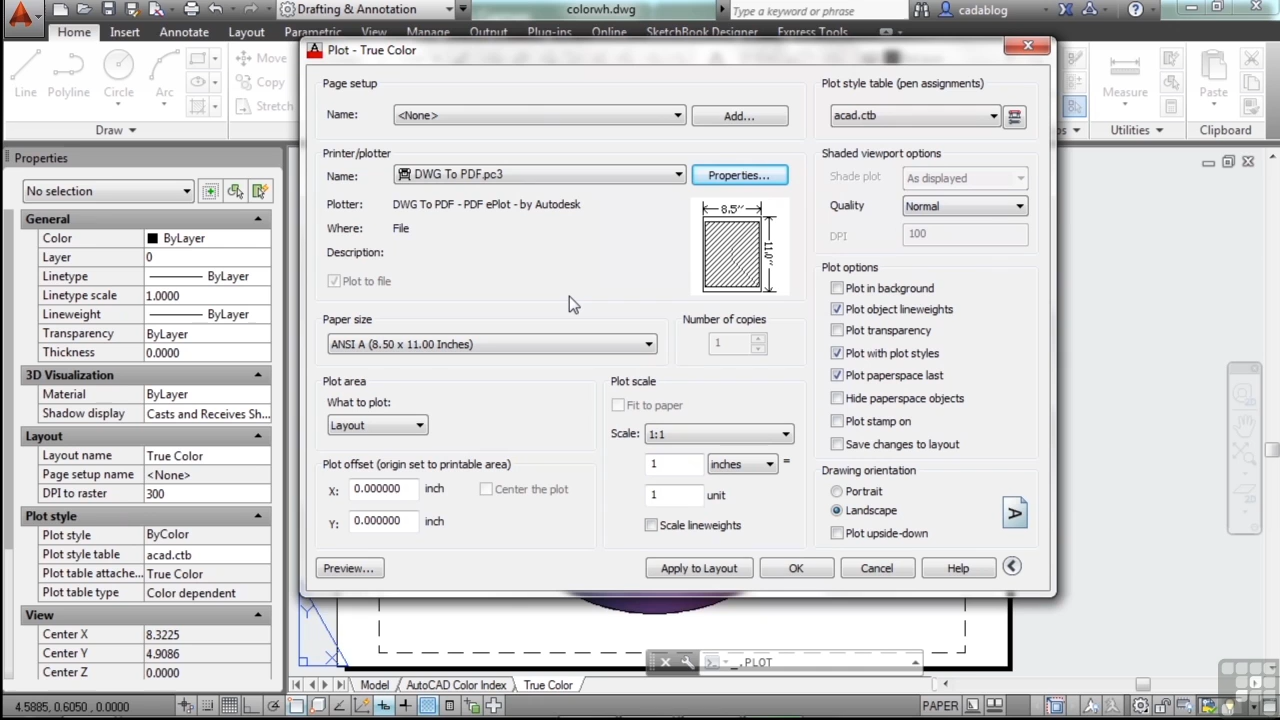 Drafting & Annotation
colorwh.dwg
Type a keyword or phrase
cadablog
Home Insert Annotate Layout Parametric View Manage Output Plug-ins Online SketchBook Designer Express Tools
Line
Polyline
Circle
Arc
Move
Copy
Stretch
Draw
Measure
Utilities
Paste
Clipboard
Properties
No selection
General
Color ByLayer
Layer 0
Linetype ByLayer
Linetype scale 1.0000
Lineweight ByLayer
Transparency ByLayer
Thickness 0.0000
3D Visualization
Material ByLayer
Shadow display Casts and Receives Sh...
Layout
Layout name True Color
Page setup name <None>
DPI to raster 300
Plot style
Plot style ByColor
Plot style table acad.ctb
Plot table attache... True Color
Plot table type Color dependent
View
Center X 8.3225
Center Y 4.9086
Center Z 0.0000
Plot - True Color
Page setup
Name: <None> Add...
Printer/plotter
Name: DWG To PDF.pc3 Properties...
Plotter: DWG To PDF - PDF ePlot - by Autodesk
Where: File
Description:
Plot to file
8.5''
11.0''
Paper size
ANSI A (8.50 x 11.00 Inches)
Number of copies
1
Plot area
What to plot:
Layout
Plot scale
Fit to paper
Scale: 1:1
1 inches =
1 unit
Scale lineweights
Plot offset (origin set to printable area)
X: 0.000000 inch Center the plot
Y: 0.000000 inch
Plot style table (pen assignments)
acad.ctb
Shaded viewport options
Shade plot As displayed
Quality Normal
DPI 100
Plot options
Plot in background
Plot object lineweights
Plot transparency
Plot with plot styles
Plot paperspace last
Hide paperspace objects
Plot stamp on
Save changes to layout
Drawing orientation
Portrait
Landscape
Plot upside-down
A
Preview... Apply to Layout OK Cancel Help
Y
X
_.PLOT
Model AutoCAD Color Index True Color
4.5885, 0.6050, 0.0000
PAPER